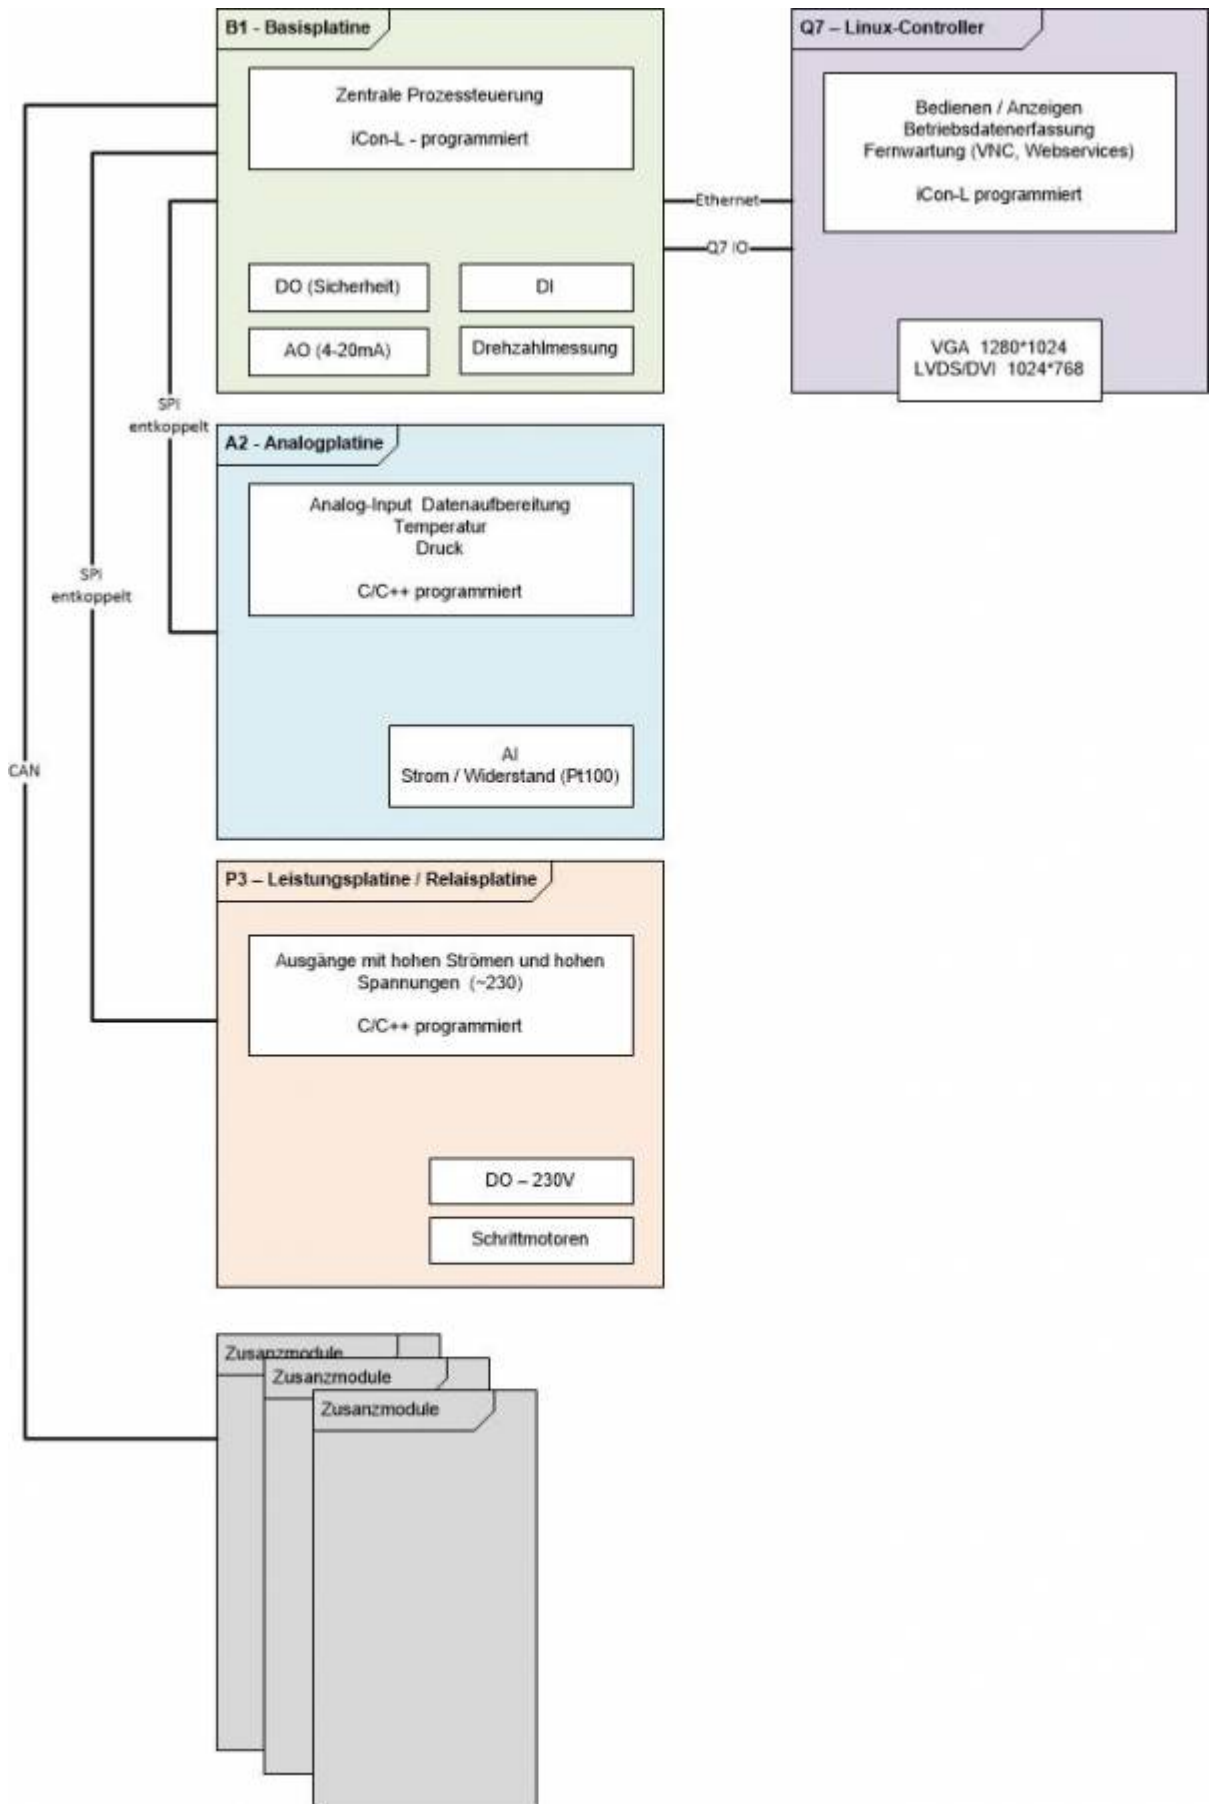 B1 - Basisplatine
Zentrale Prozessteuerung
iCon-L - programmiert
DO (Sicherheit)
DI
AO (4-20mA)
Drehzahlmessung
Ethernet
Q7 IO
Q7 – Linux-Controller
Bedienen / Anzeigen
Betriebsdatenerfassung
Fernwartung (VNC, Webservices)
iCon-L programmiert
VGA 1280*1024
LVDS/DVI 1024*768
SPI
entkoppelt
A2 - Analogplatine
Analog-Input Datenaufbereitung
Temperatur
Druck
C/C++ programmiert
AI
Strom / Widerstand (Pt100)
SPI
entkoppelt
CAN
P3 – Leistungsplatine / Relaisplatine
Ausgänge mit hohen Strömen und hohen
Spannungen (~230)
C/C++ programmiert
DO – 230V
Schrittmotoren
Zusanzmodule
Zusanzmodule
Zusanzmodule